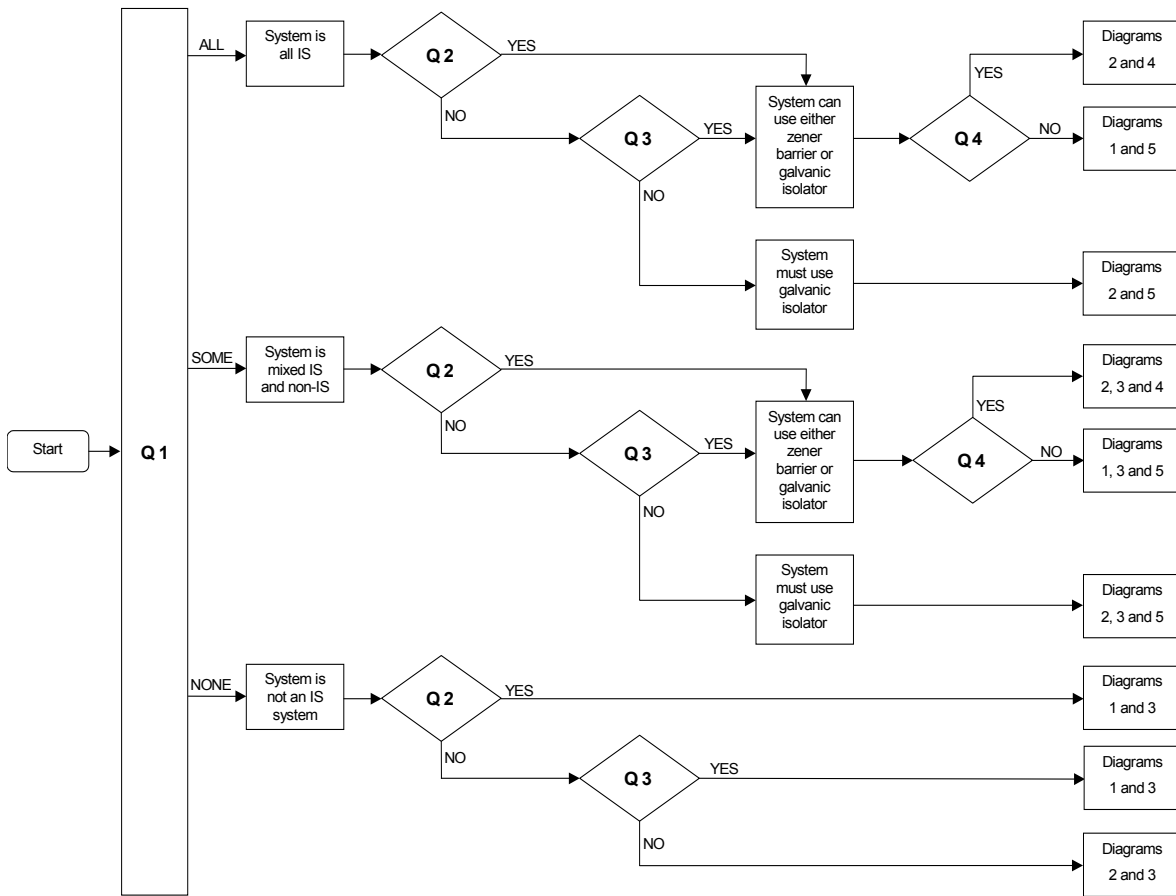 Start
Q 1
ALL
System is
all IS
Q 2
YES
NO
Q 3
YES
NO
System can
use either
zener
barrier or
galvanic
isolator
Q 4
YES
NO
Diagrams
2 and 4
Diagrams
1 and 5
System
must use
galvanic
isolator
Diagrams
2 and 5
SOME
System is
mixed IS
and non-IS
Q 2
YES
NO
Q 3
YES
NO
System can
use either
zener
barrier or
galvanic
isolator
Q 4
YES
NO
Diagrams
2, 3 and 4
Diagrams
1, 3 and 5
System
must use
galvanic
isolator
Diagrams
2, 3 and 5
NONE
System is
not an IS
system
Q 2
YES
NO
Diagrams
1 and 3
Q 3
YES
NO
Diagrams
1 and 3
Diagrams
2 and 3